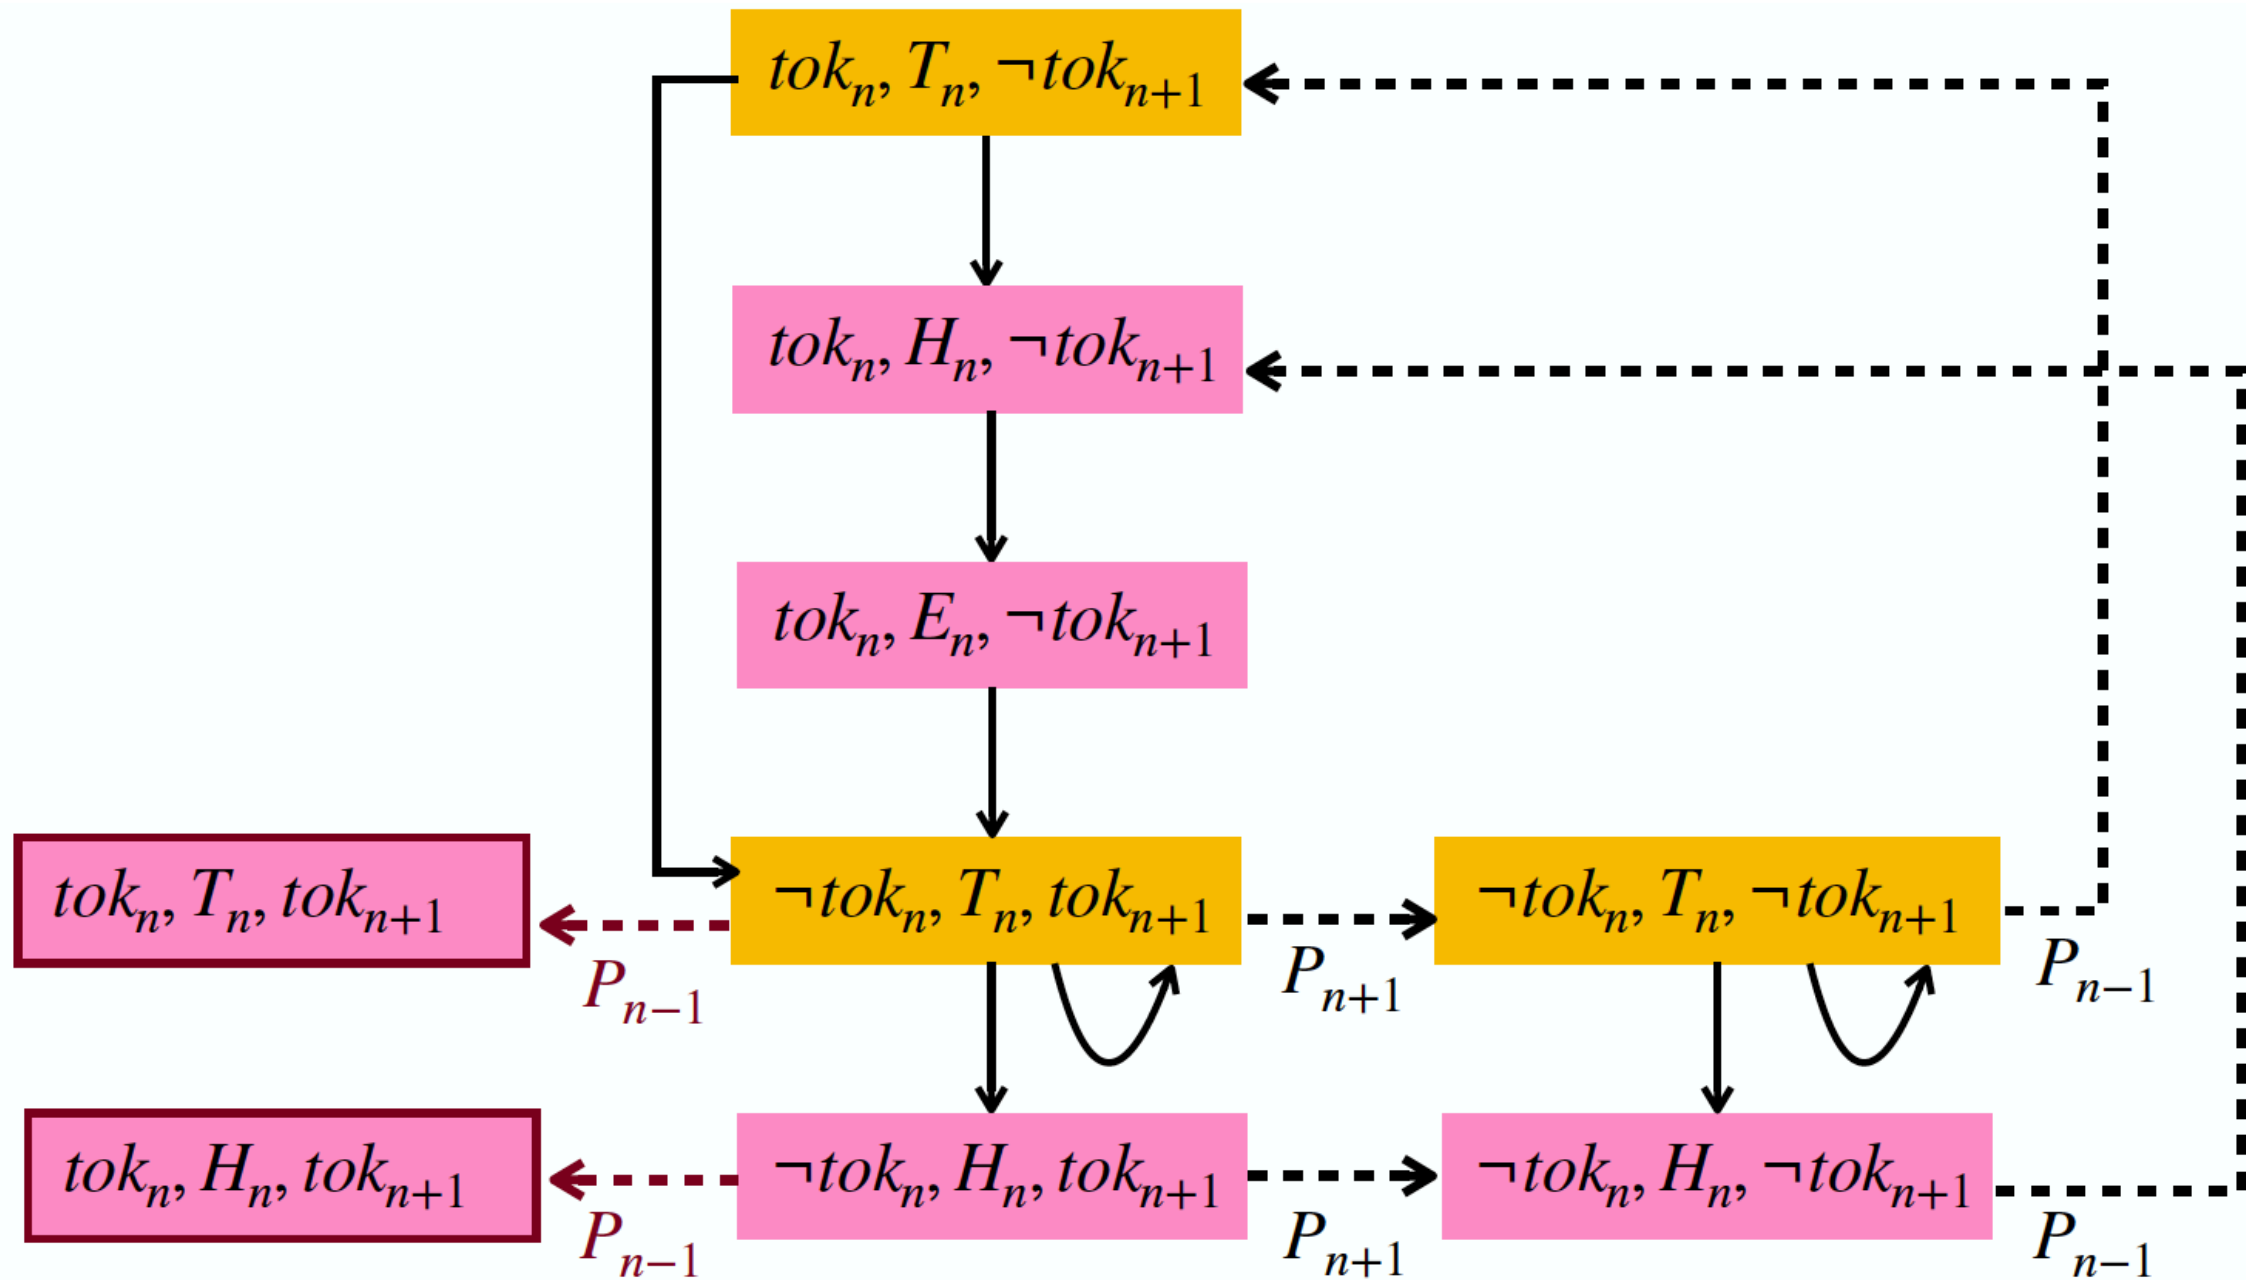 tokₙ, Tₙ, ¬tokₙ₊₁
tokₙ, Hₙ, ¬tokₙ₊₁
tokₙ, Eₙ, ¬tokₙ₊₁
tokₙ, Tₙ, tokₙ₊₁
¬tokₙ, Tₙ, tokₙ₊₁
¬tokₙ, Tₙ, ¬tokₙ₊₁
Pₙ₋₁
Pₙ₊₁
Pₙ₋₁
tokₙ, Hₙ, tokₙ₊₁
¬tokₙ, Hₙ, tokₙ₊₁
¬tokₙ, Hₙ, ¬tokₙ₊₁
Pₙ₋₁
Pₙ₊₁
Pₙ₋₁